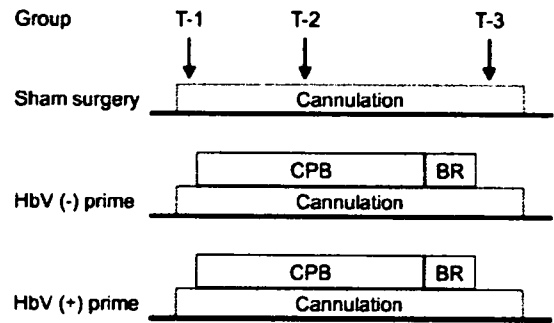 Group T-1 T-2 T-3
Sham surgery Cannulation
CPB BR
HbV (-) prime Cannulation
CPB BR
HbV (+) prime Cannulation